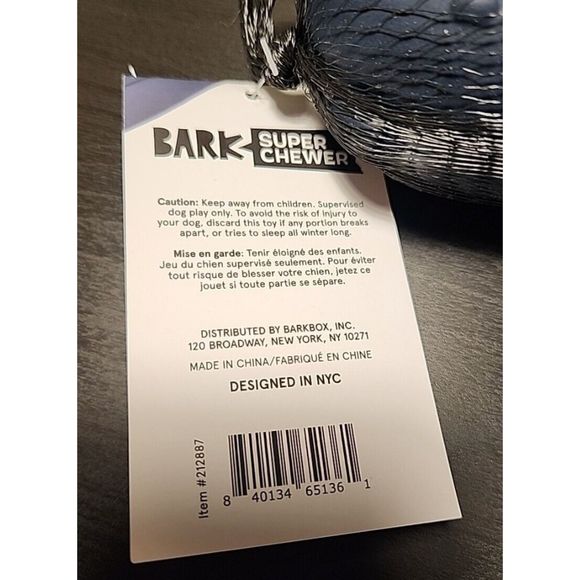 BARK SUPER
CHEWER
Caution: Keep away from children. Supervised
dog play only. To avoid the risk of injury to
your dog, discard this toy if any portion breaks
apart, or tries to sleep all winter long.
Mise en garde: Tenir éloigné des enfants.
Jeu du chien supervisé seulement. Pour éviter
tout risque de blesser votre chien, jetez ce
jouet si toute partie se sépare.
DISTRIBUTED BY BARKBOX, INC.
120 BROADWAY, NEW YORK, NY 10271
MADE IN CHINA/FABRIQUÉ EN CHINE
DESIGNED IN NYC
Item #212887
8 40134 65136 1